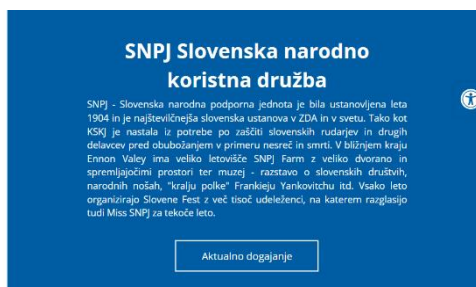 SNPJ Slovenska narodno
koristna družba
SNPJ - Slovenska narodna podporna jednota je bila ustanovljena leta
1904 in je najštevilčnejša slovenska ustanova v ZDA in v svetu. Tako kot
KSKJ je nastala iz potrebe po zaščiti slovenskih rudarjev in drugih
delavcev pred obubožanjem v primeru nesreč in smrti. V bližnjem kraju
Ennon Valey ima veliko letovišče SNPJ Farm z veliko dvorano in
spremljajočimi prostori ter muzej - razstavo o slovenskih društvih,
narodnih nošah, "kralju polke" Frankieju Yankovitchu itd. Vsako leto
organizirajo Slovene Fest z več tisoč udeleženci, na katerem razglasijo
tudi Miss SNPJ za tekoče leto.
Aktualno dogajanje